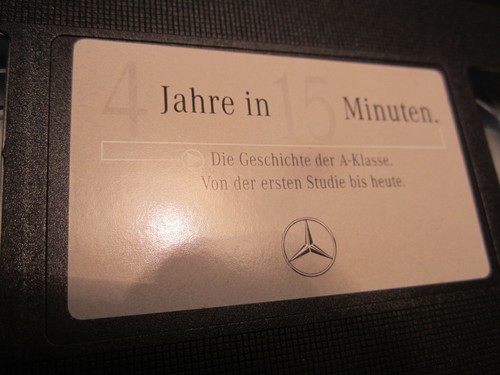 4 Jahre in 15 Minuten.
Die Geschichte der A-Klasse.
Von der ersten Studie bis heute.